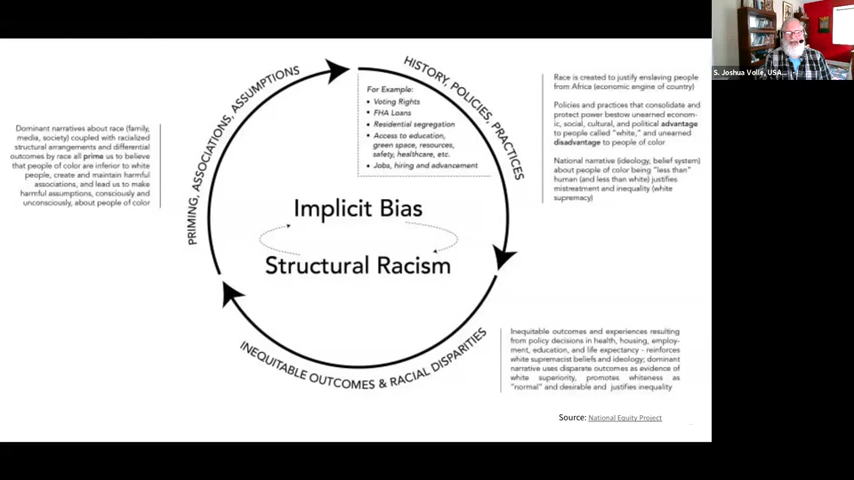 S. Joshua Volle, USA...
HISTORY, POLICIES, PRACTICES
For Example:
• Voting Rights
• FHA Loans
• Residential segregation
• Access to education,
green space, resources,
safety, healthcare, etc.
• Jobs, hiring and advancement
Race is created to justify enslaving people
from Africa (economic engine of country)
Policies and practices that consolidate and
protect power bestow unearned econom-
ic, social, cultural, and political advantage
to people called "white," and unearned
disadvantage to people of color
National narrative (ideology, belief system)
about people of color being "less than"
human (and less than white) justifies
mistreatment and inequality (white
supremacy)
PRIMING, ASSOCIATIONS, ASSUMPTIONS
Dominant narratives about race (family,
media, society) coupled with racialized
structural arrangements and differential
outcomes by race all prime us to believe
that people of color are inferior to white
people, create and maintain harmful
associations, and lead us to make
harmful assumptions, consciously and
unconsciously, about people of color
Implicit Bias
Structural Racism
INEQUITABLE OUTCOMES & RACIAL DISPARITIES
Inequitable outcomes and experiences resulting
from policy decisions in health, housing, employ-
ment, education, and life expectancy - reinforces
white supremacist beliefs and ideology; dominant
narrative uses disparate outcomes as evidence of
white superiority, promotes whiteness as
"normal" and desirable and justifies inequality
Source: National Equity Project